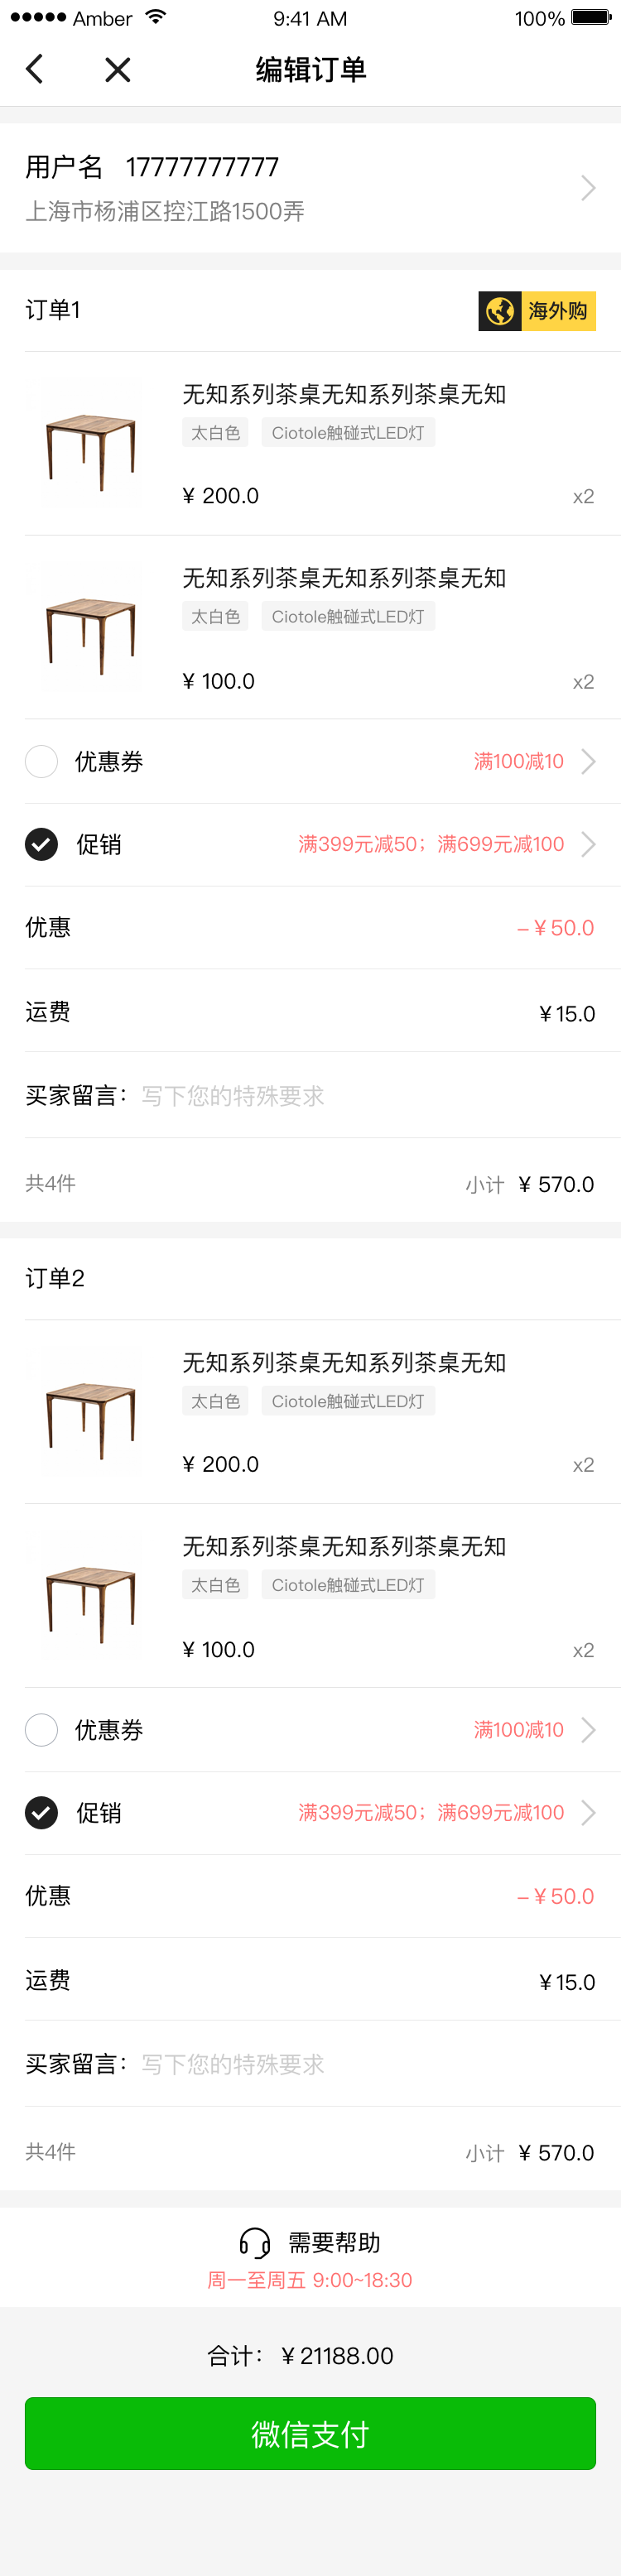 Amber 9:41 AM 100%
编辑订单
用户名 17777777777
上海市杨浦区控江路1500弄
订单1 海外购
无知系列茶桌无知系列茶桌无知
太白色 Ciotole触碰式LED灯
¥ 200.0 x2
无知系列茶桌无知系列茶桌无知
太白色 Ciotole触碰式LED灯
¥ 100.0 x2
优惠券 满100减10
促销 满399元减50；满699元减100
优惠 –¥50.0
运费 ¥15.0
买家留言：写下您的特殊要求
共4件 小计 ¥ 570.0
订单2
无知系列茶桌无知系列茶桌无知
太白色 Ciotole触碰式LED灯
¥ 200.0 x2
无知系列茶桌无知系列茶桌无知
太白色 Ciotole触碰式LED灯
¥ 100.0 x2
优惠券 满100减10
促销 满399元减50；满699元减100
优惠 –¥50.0
运费 ¥15.0
买家留言：写下您的特殊要求
共4件 小计 ¥ 570.0
需要帮助
周一至周五 9:00~18:30
合计：¥21188.00
微信支付